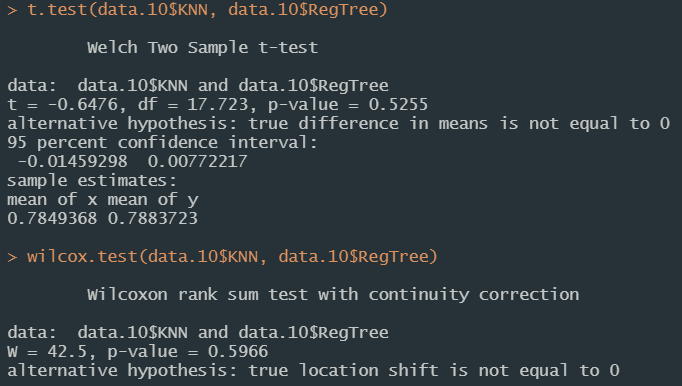 > t.test(data.10$KNN, data.10$RegTree)
Welch Two Sample t-test
data:  data.10$KNN and data.10$RegTree
t = -0.6476, df = 17.723, p-value = 0.5255
alternative hypothesis: true difference in means is not equal to 0
95 percent confidence interval:
 -0.01459298  0.00772217
sample estimates:
mean of x mean of y
0.7849368 0.7883723
> wilcox.test(data.10$KNN, data.10$RegTree)
Wilcoxon rank sum test with continuity correction
data:  data.10$KNN and data.10$RegTree
W = 42.5, p-value = 0.5966
alternative hypothesis: true location shift is not equal to 0